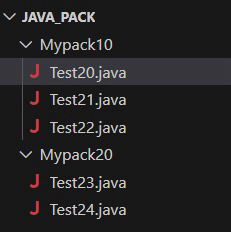 JAVA_PACK
Mypack10
J Test20.java
J Test21.java
J Test22.java
Mypack20
J Test23.java
J Test24.java